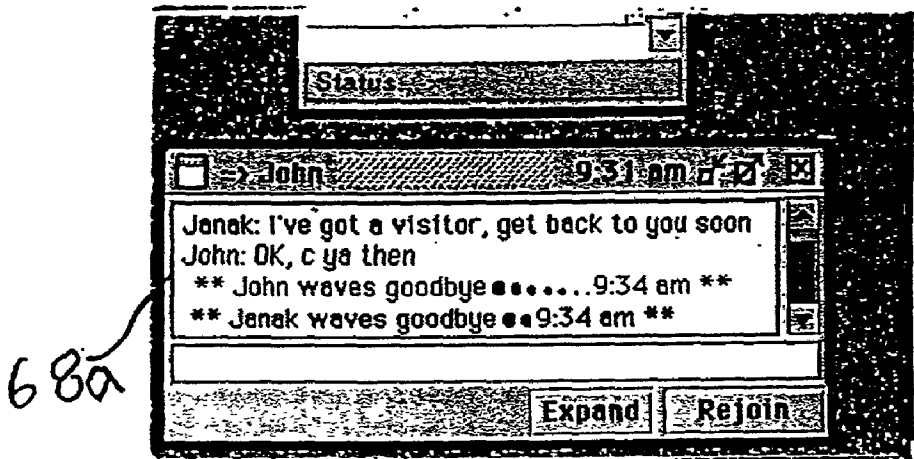 Status
=> John 9:31 am
Janak: I've got a visitor, get back to you soon
John: OK, c ya then
** John waves goodbye•••....9:34 am **
** Janak waves goodbye••9:34 am **
68a
Expand Rejoin